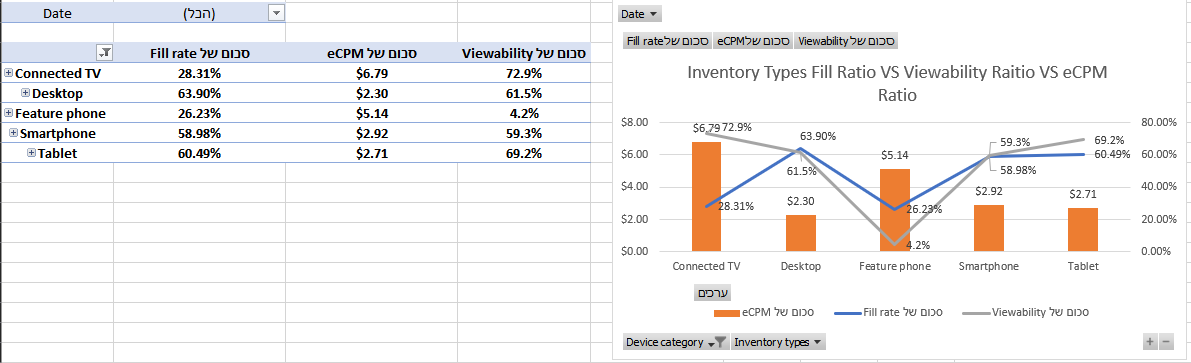 Date (הכל)
סכום של Fill rate סכום של eCPM סכום של Viewability
Connected TV 28.31% $6.79 72.9%
Desktop 63.90% $2.30 61.5%
Feature phone 26.23% $5.14 4.2%
Smartphone 58.98% $2.92 59.3%
Tablet 60.49% $2.71 69.2%
Date
סכום של Fill rate סכום של eCPM סכום של Viewability
Inventory Types Fill Ratio VS Viewability Raitio VS eCPM
Ratio
$8.00 $6.79 72.9% 63.90% 59.3% 69.2% 80.00%
$6.00 61.5% $5.14 58.98% 60.49% 60.00%
$4.00 $2.30 $2.92 $2.71 40.00%
$2.00 28.31% 26.23% 20.00%
$0.00 4.2% 0.00%
Connected TV Desktop Feature phone Smartphone Tablet
ערכים
סכום של eCPM סכום של Fill rate סכום של Viewability
Device category Inventory types